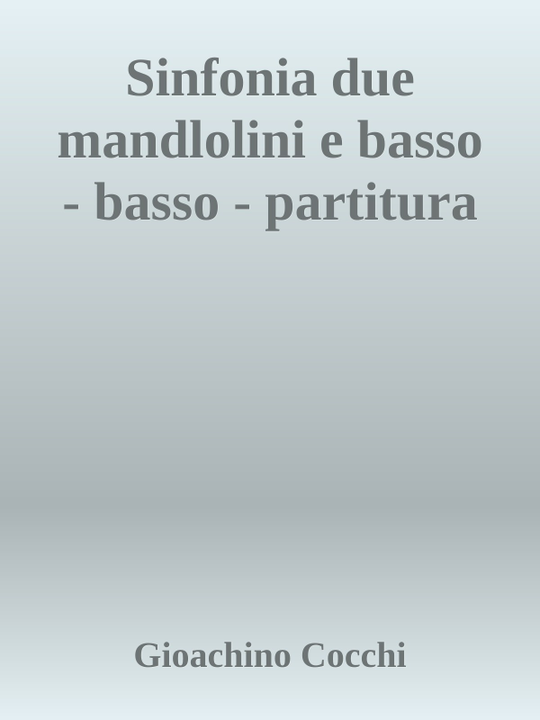 Sinfonia due
mandlolini e basso
- basso - partitura
Gioachino Cocchi